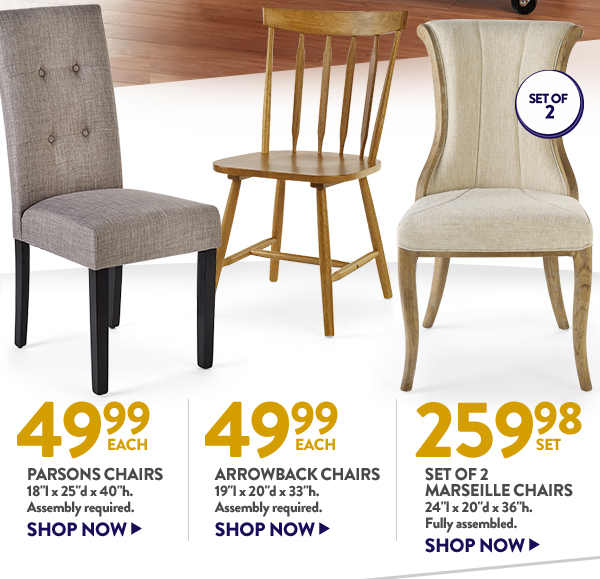 SET OF
2
49.99 EACH
PARSONS CHAIRS
18"l x 25"d x 40"h.
Assembly required.
SHOP NOW ▶
49.99 EACH
ARROWBACK CHAIRS
19"l x 20"d x 33"h.
Assembly required.
SHOP NOW ▶
259.98 SET
SET OF 2
MARSEILLE CHAIRS
24"l x 20"d x 36"h.
Fully assembled.
SHOP NOW ▶